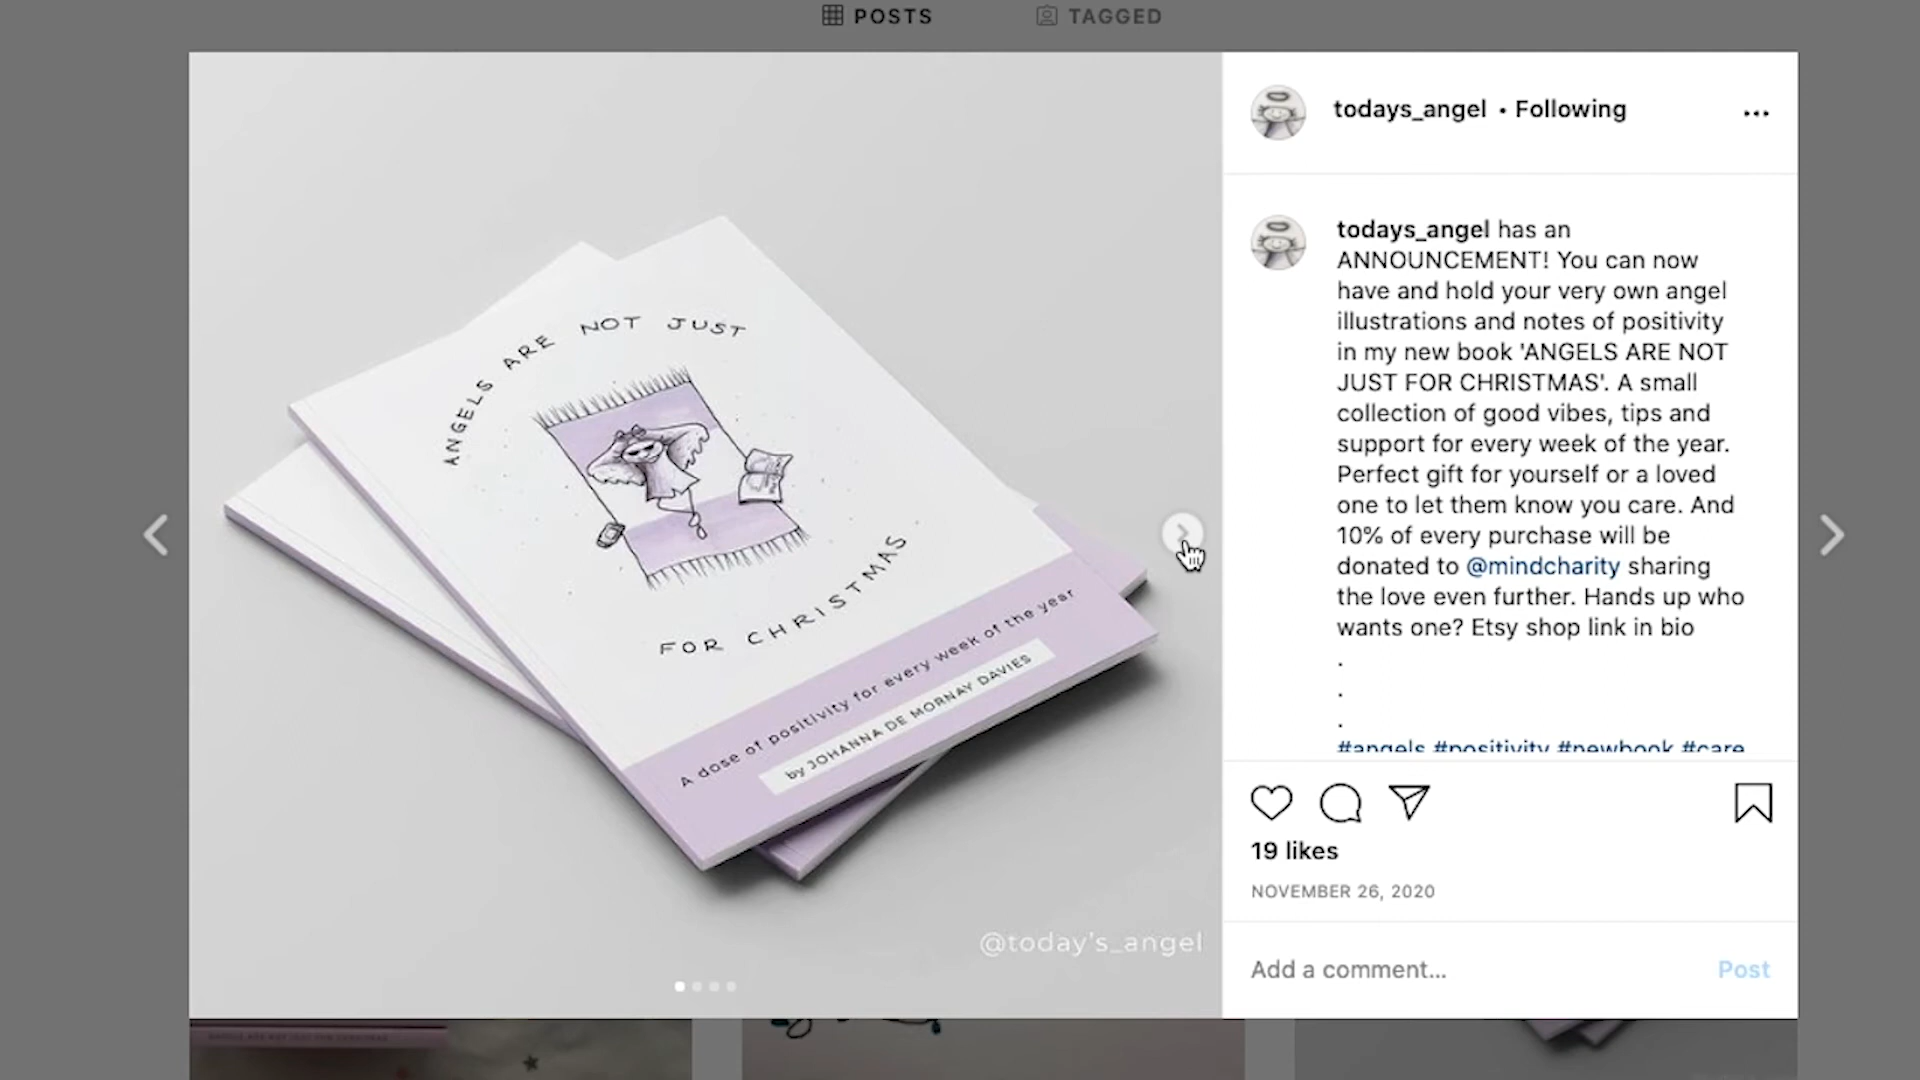 POSTS
TAGGED
ANGELS ARE NOT JUST
FOR CHRISTMAS
A dose of positivity for every week of the year
by JOHANNA DE MORNAY DAVIES
@today's_angel
todays_angel • Following
todays_angel has an
ANNOUNCEMENT! You can now
have and hold your very own angel
illustrations and notes of positivity
in my new book 'ANGELS ARE NOT
JUST FOR CHRISTMAS'. A small
collection of good vibes, tips and
support for every week of the year.
Perfect gift for yourself or a loved
one to let them know you care. And
10% of every purchase will be
donated to @mindcharity sharing
the love even further. Hands up who
wants one? Etsy shop link in bio
.
.
.
#angels #positivity #newbook #care
19 likes
NOVEMBER 26, 2020
Add a comment...
Post